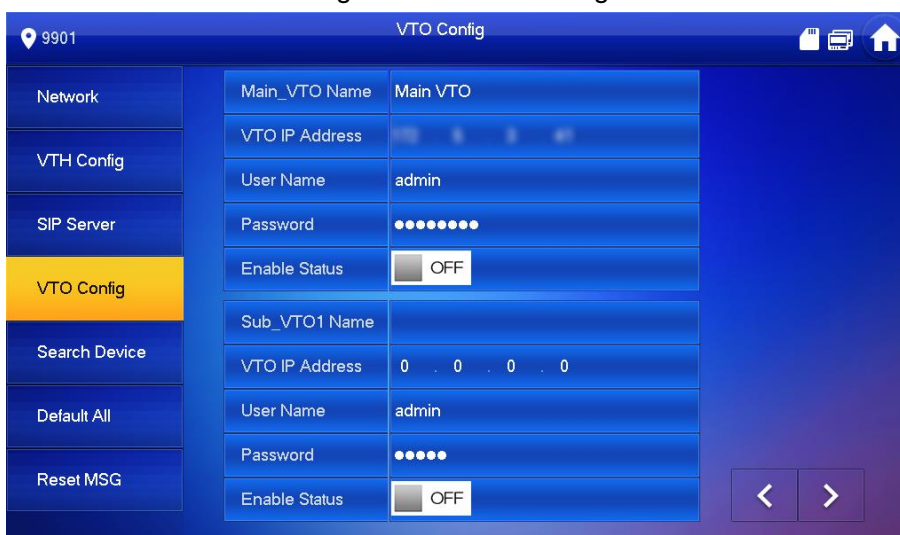 9901 VTO Config
Network
VTH Config
SIP Server
VTO Config
Search Device
Default All
Reset MSG
Main_VTO Name Main VTO
VTO IP Address
User Name admin
Password ●●●●●●●●
Enable Status OFF
Sub_VTO1 Name
VTO IP Address 0 . 0 . 0 . 0
User Name admin
Password ●●●●●
Enable Status OFF